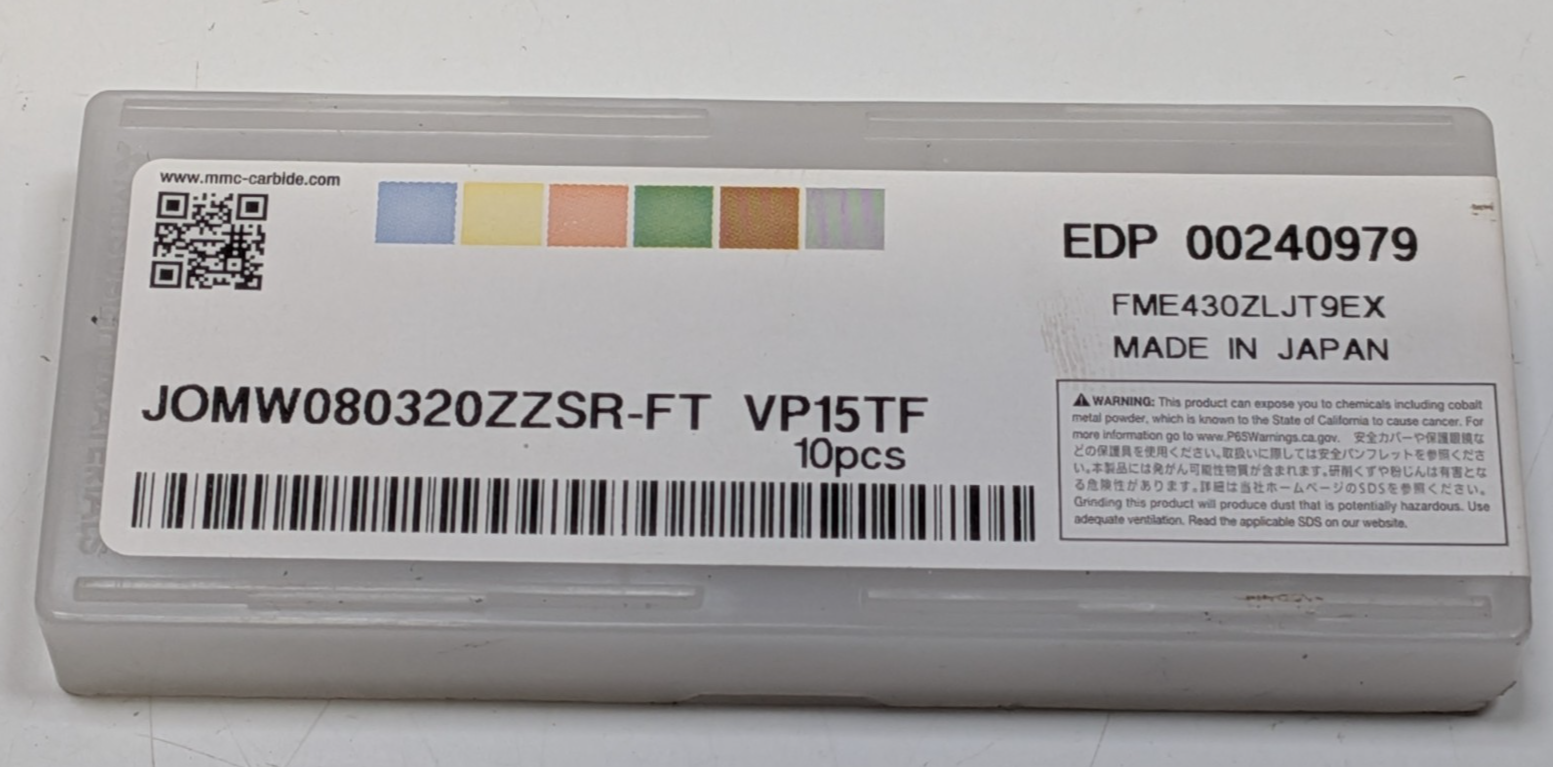 www.mmc-carbide.com
EDP 00240979
FME430ZLJT9EX
MADE IN JAPAN
JOMW080320ZZSR-FT VP15TF
10pcs
⚠ WARNING: This product can expose you to chemicals including cobalt
metal powder, which is known to the State of California to cause cancer. For
more information go to www.P65Warnings.ca.gov. 安全カバーや保護眼鏡な
どの保護具を使用ください。取扱いに際しては安全パンフレットを参照くださ
い。本製品には発がん可能性物質が含まれます。研削くずや粉じんは有害とな
る危険性があります。詳細は当社ホームページのSDSを参照ください。
Grinding this product will produce dust that is potentially hazardous. Use
adequate ventilation. Read the applicable SDS on our website.